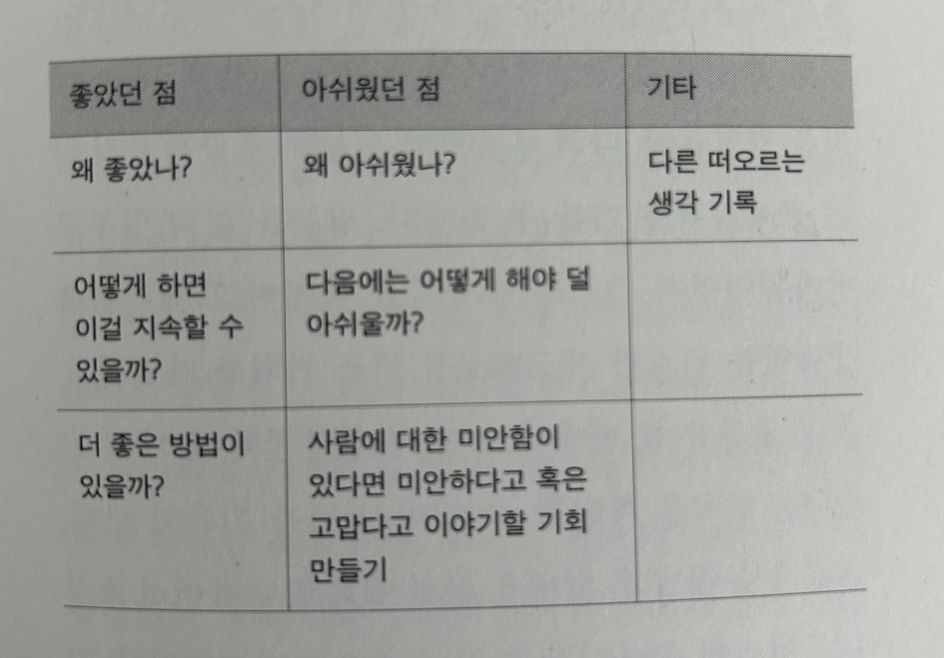 좋았던 점
아쉬웠던 점
기타
왜 좋았나?
왜 아쉬웠나?
다른 떠오르는
생각 기록
어떻게 하면
이걸 지속할 수
있을까?
다음에는 어떻게 해야 덜
아쉬울까?
더 좋은 방법이
있을까?
사람에 대한 미안함이
있다면 미안하다고 혹은
고맙다고 이야기할 기회
만들기